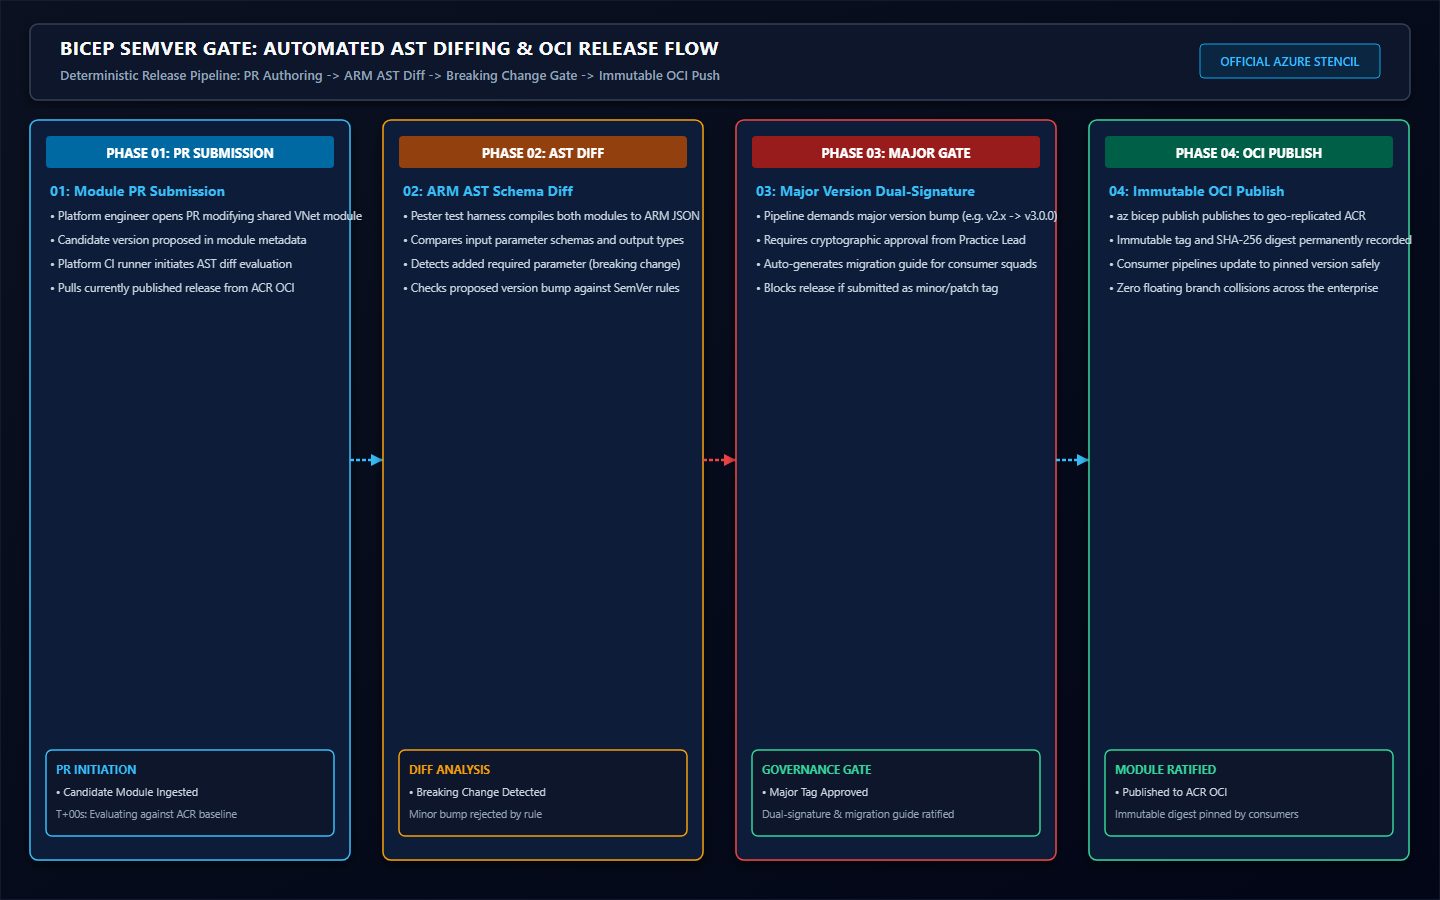 BICEP SEMVER GATE: AUTOMATED AST DIFFING & OCI RELEASE FLOW
Deterministic Release Pipeline: PR Authoring -> ARM AST Diff -> Breaking Change Gate -> Immutable OCI Push
OFFICIAL AZURE STENCIL
PHASE 01: PR SUBMISSION
01: Module PR Submission
• Platform engineer opens PR modifying shared VNet module
• Candidate version proposed in module metadata
• Platform CI runner initiates AST diff evaluation
• Pulls currently published release from ACR OCI
PR INITIATION
• Candidate Module Ingested
T+00s: Evaluating against ACR baseline
PHASE 02: AST DIFF
02: ARM AST Schema Diff
• Pester test harness compiles both modules to ARM JSON
• Compares input parameter schemas and output types
• Detects added required parameter (breaking change)
• Checks proposed version bump against SemVer rules
DIFF ANALYSIS
• Breaking Change Detected
Minor bump rejected by rule
PHASE 03: MAJOR GATE
03: Major Version Dual-Signature
• Pipeline demands major version bump (e.g. v2.x -> v3.0.0)
• Requires cryptographic approval from Practice Lead
• Auto-generates migration guide for consumer squads
• Blocks release if submitted as minor/patch tag
GOVERNANCE GATE
• Major Tag Approved
Dual-signature & migration guide ratified
PHASE 04: OCI PUBLISH
04: Immutable OCI Publish
• az bicep publish publishes to geo-replicated ACR
• Immutable tag and SHA-256 digest permanently recorded
• Consumer pipelines update to pinned version safely
• Zero floating branch collisions across the enterprise
MODULE RATIFIED
• Published to ACR OCI
Immutable digest pinned by consumers